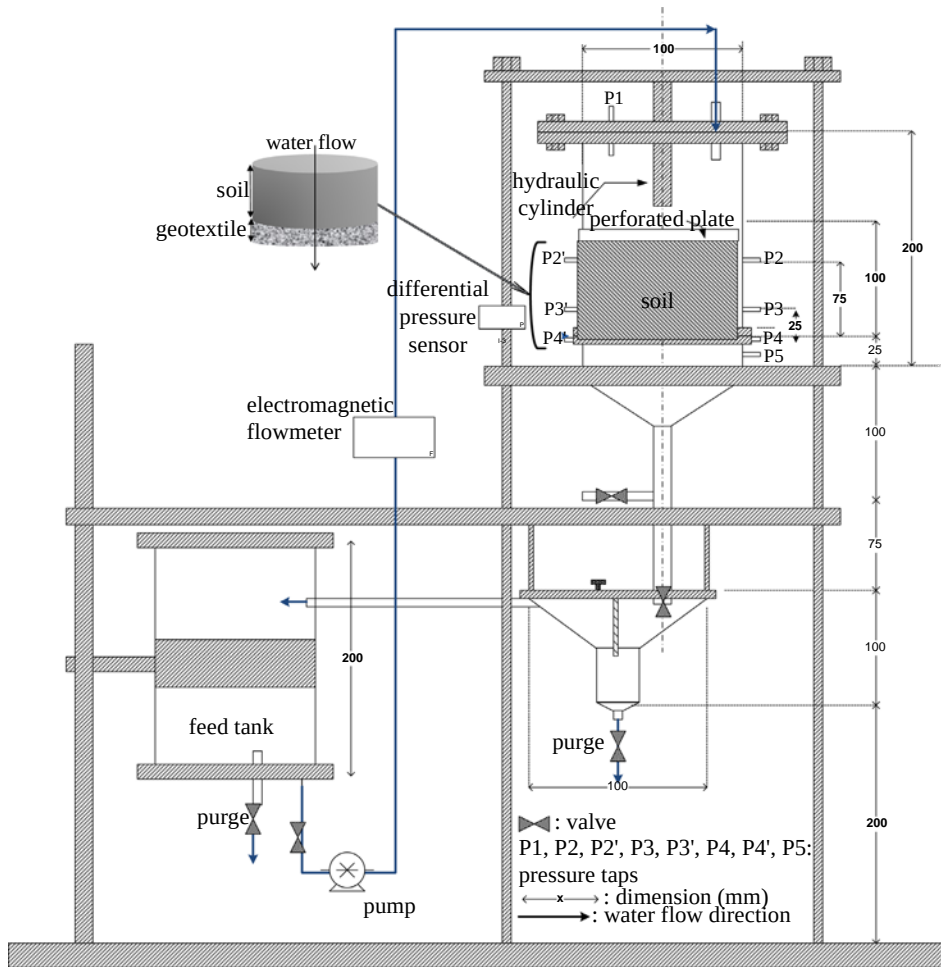 100
P1
water flow
soil
geotextile
hydraulic
cylinder
perforated plate
200
P2'
P2
100
75
differential
pressure
sensor
P
soil
P3'
P3
25
P4'
P4
P5
25
electromagnetic
flowmeter
F
100
75
200
100
feed tank
purge
purge
100
200
: valve
P1, P2, P2', P3, P3', P4, P4', P5:
pressure taps
x : dimension (mm)
: water flow direction
pump